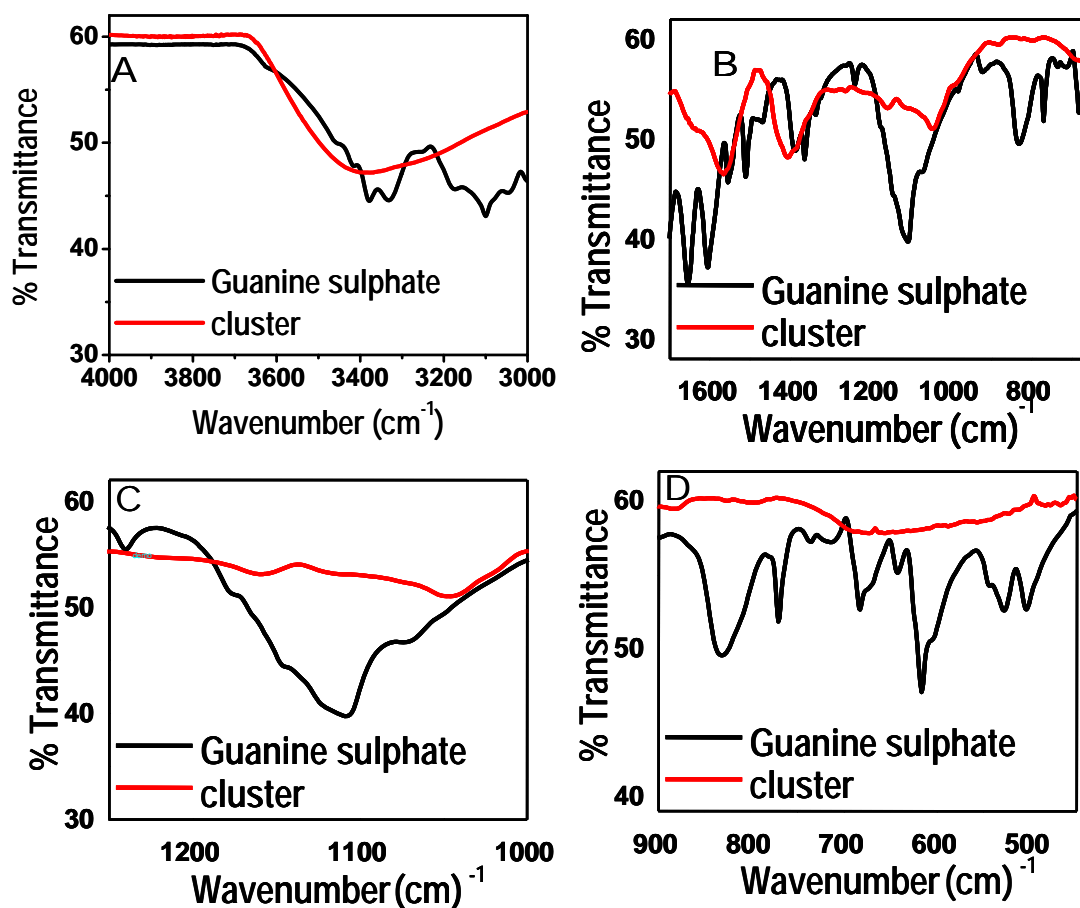 A
60
50
40
30
% Transmittance
Guanine sulphate
cluster
4000 3800 3600 3400 3200 3000
Wavenumber (cm-1)
B
60
50
40
30
% Transmittance
Guanine sulphate
cluster
1600 1400 1200 1000 800
Wavenumber (cm)-1
C
60
50
40
30
% Transmittance
Guanine sulphate
cluster
1200 1100 1000
Wavenumber (cm) -1
D
60
50
40
% Transmittance
Guanine sulphate
cluster
900 800 700 600 500
Wavenumber (cm) -1